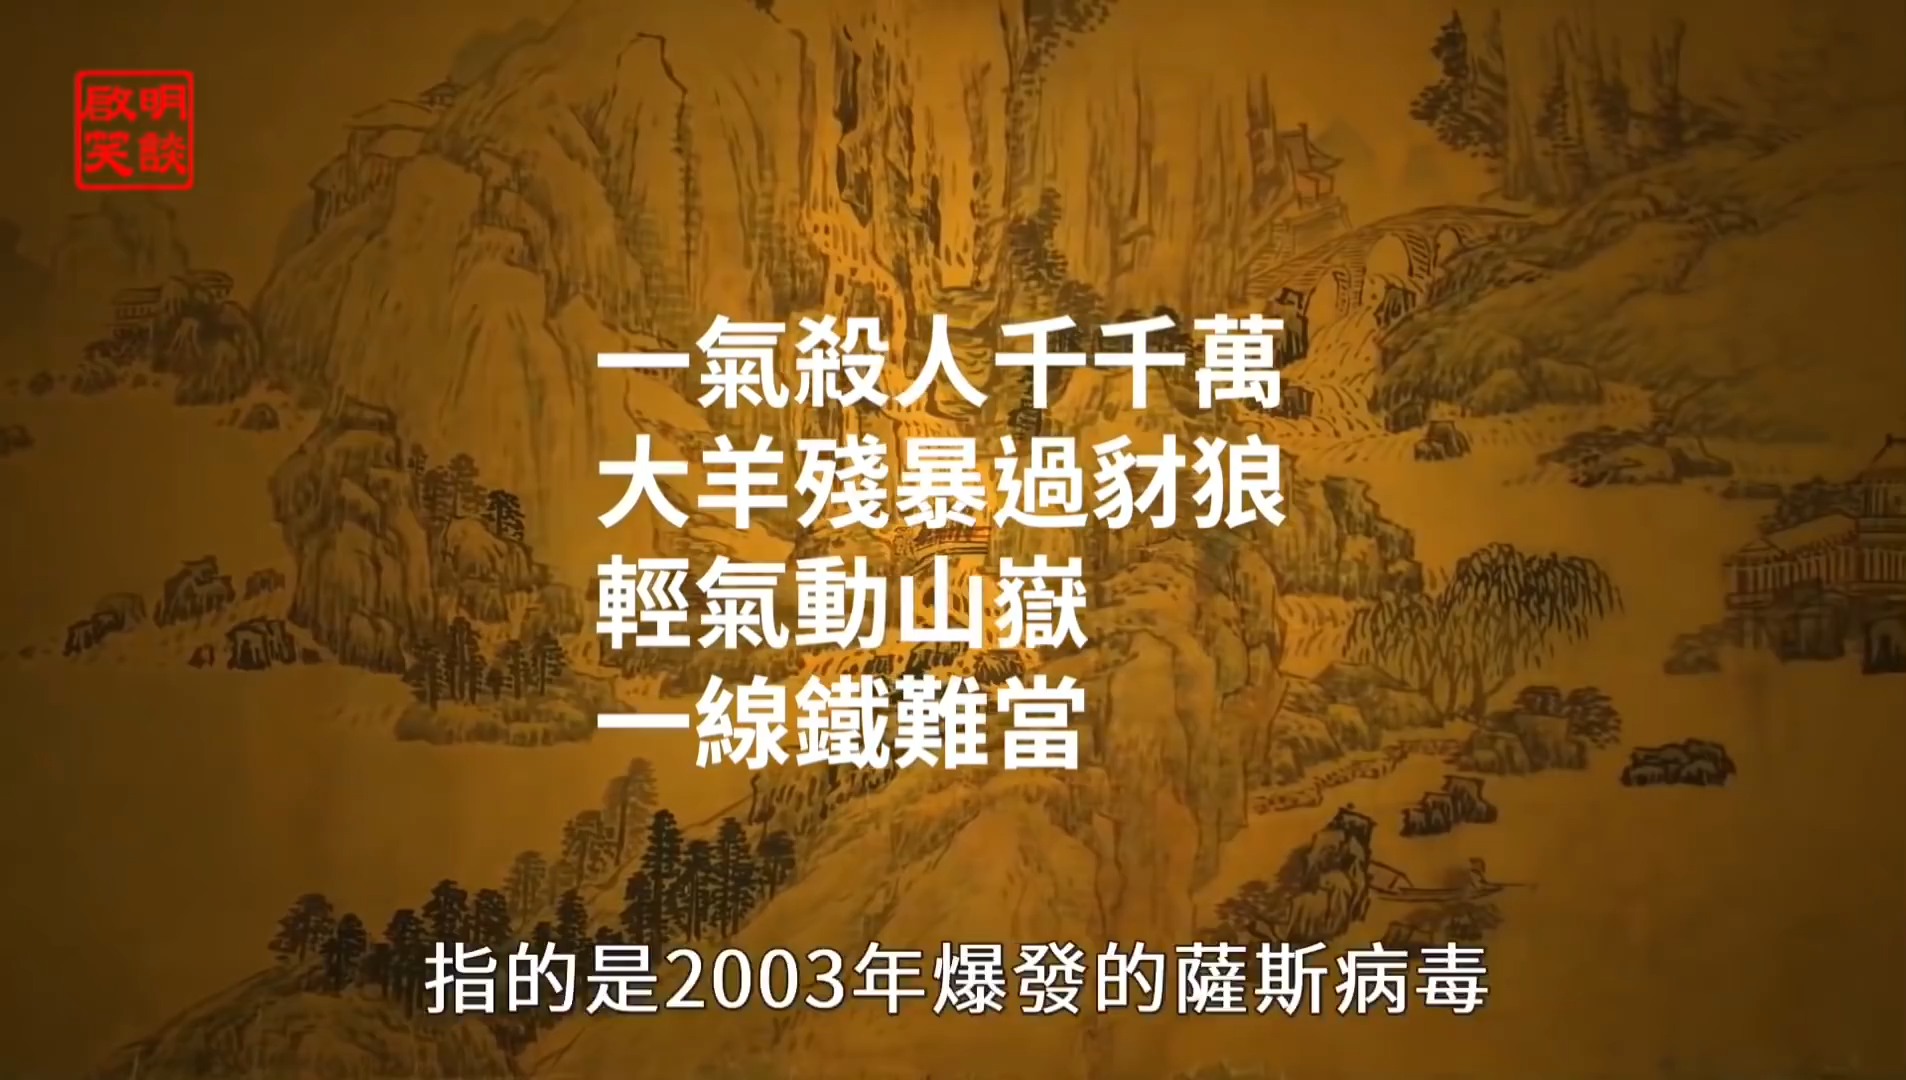 明談
啟笑
一氣殺人千千萬
大羊殘暴過豺狼
輕氣動山嶽
一線鐵難當
指的是2003年爆發的薩斯病毒